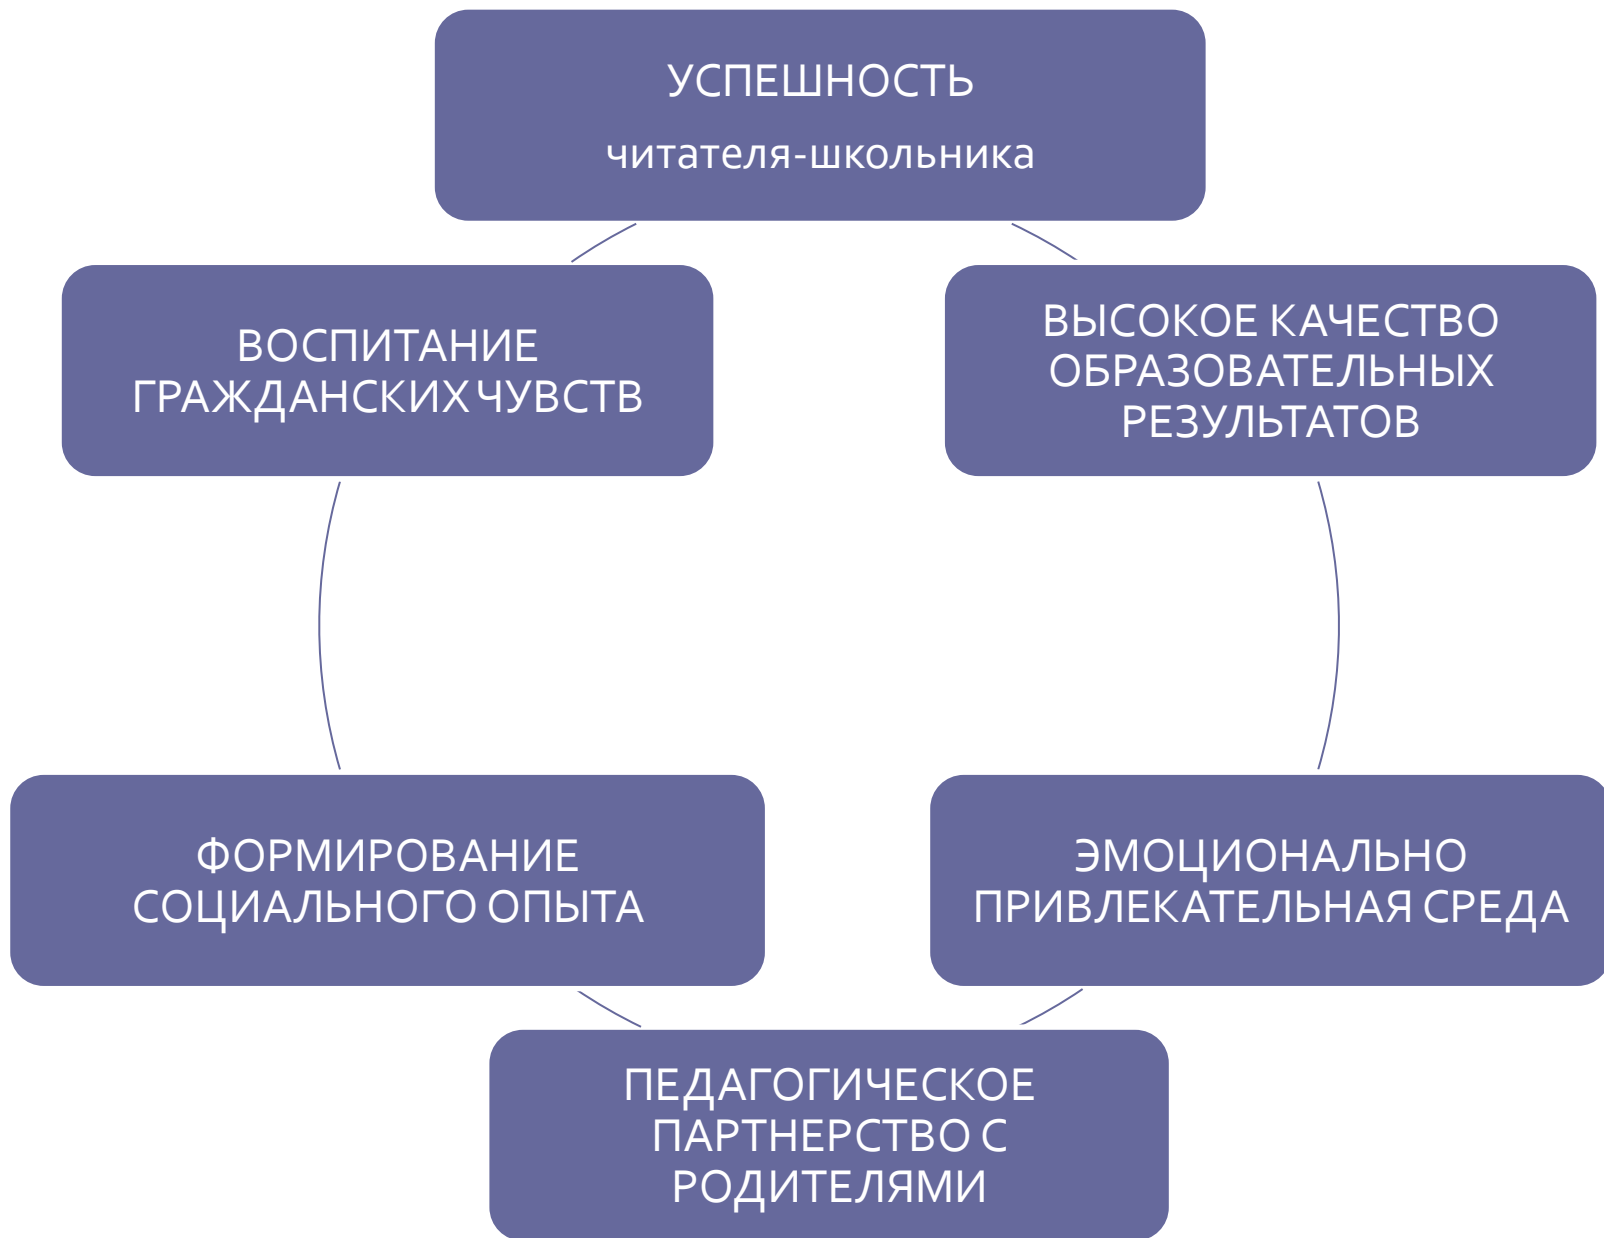 УСПЕШНОСТЬ
читателя-школьника
ВОСПИТАНИЕ
ГРАЖДАНСКИХ ЧУВСТВ
ВЫСОКОЕ КАЧЕСТВО
ОБРАЗОВАТЕЛЬНЫХ
РЕЗУЛЬТАТОВ
ФОРМИРОВАНИЕ
СОЦИАЛЬНОГО ОПЫТА
ЭМОЦИОНАЛЬНО
ПРИВЛЕКАТЕЛЬНАЯ СРЕДА
ПЕДАГОГИЧЕСКОЕ
ПАРТНЕРСТВО С
РОДИТЕЛЯМИ